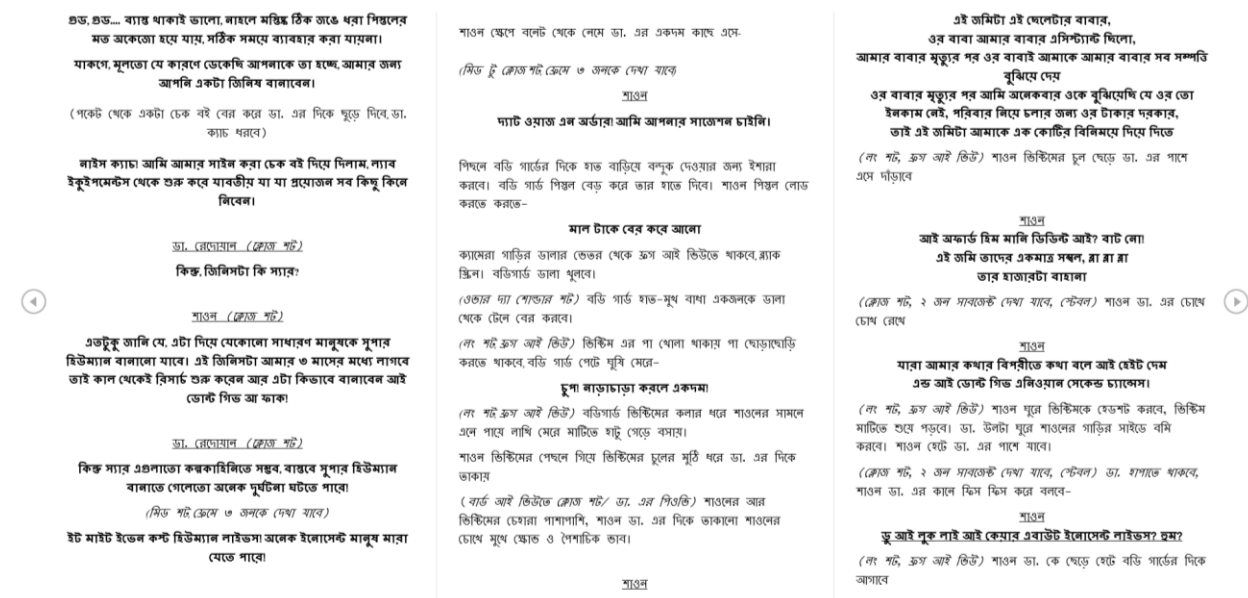 গুড, গুড.... ব্যাস্ত থাকাই ভালো, নাহলে মস্তিষ্ক ঠিক জঙে ধরা পিস্তলের
মত অকেজো হয়ে যায়, সঠিক সময়ে ব্যাবহার করা যায়না।
যাকগে, মূলতো যে কারণে ডেকেছি আপনাকে তা হচ্ছে, আমার জন্য
আপনি একটা জিনিষ বানাবেন।
(পকেট থেকে একটা চেক বই বের করে ডা. এর দিকে ছুড়ে দিবে, ডা.
ক্যাচ ধরবে)
নাইস ক্যাচ! আমি আমার সাইন করা চেক বই দিয়ে দিলাম, ল্যাব
ইকুইপমেন্টস থেকে শুরু করে যাবতীয় যা যা প্রয়োজন সব কিছু কিনে
নিবেন।
ডা. রেদোয়ান (ক্লোজ শট)
কিন্তু, জিনিসটা কি স্যার?
শাওন (ক্লোজ শট)
এতটুকু জানি যে, এটা দিয়ে যেকোনো সাধারণ মানুষকে সুপার
হিউম্যান বানানো যাবে। এই জিনিসটা আমার ৩ মাসের মধ্যে লাগবে
তাই কাল থেকেই রিসার্চ শুরু করেন আর এটা কিভাবে বানাবেন আই
ডোন্ট গিভ আ ফাক!
ডা. রেদোয়ান (ক্লোজ শট)
কিন্তু স্যার এগুলাতো কল্পকাহিনিতে সম্ভব, বাস্তবে সুপার হিউম্যান
বানাতে গেলেতো অনেক দুর্ঘটনা ঘটতে পারে!
(মিড শট, ফ্রেমে ৩ জনকে দেখা যাবে)
ইট মাইট ইভেন কস্ট হিউম্যান লাইভস! অনেক ইনোসেন্ট মানুষ মারা
যেতে পারে!
শাওন ক্ষেপে বনেট থেকে নেমে ডা. এর একদম কাছে এসে-
(মিড টু ক্লোজ শট, ফ্রেমে ৩ জনকে দেখা যাবে)
শাওন
দ্যাট ওয়াজ এন অর্ডার! আমি আপনার সাজেশন চাইনি।
পিছনে বডি গার্ডের দিকে হাত বাড়িয়ে বন্দুক দেওয়ার জন্য ইশারা
করবে। বডি গার্ড পিস্তল বেড় করে তার হাতে দিবে। শাওন পিস্তল লোড
করতে করতে-
মাল টাকে বের করে আনো
ক্যামেরা গাড়ির ডালার ভেতর থেকে ফ্রগ আই ভিউতে থাকবে, ব্ল্যাক
স্ক্রিন। বডিগার্ড ডালা খুলবে।
(ওভার দ্যা শোল্ডার শট) বডি গার্ড হাত-মুখ বাধা একজনকে ডালা
থেকে টেনে বের করবে।
(লং শট, ফ্রগ আই ভিউ) ভিক্টিম এর পা খোলা থাকায় পা ছোড়াছোড়ি
করতে থাকবে, বডি গার্ড পেটে ঘুষি মেরে-
চুপ! নাড়াচাড়া করলে একদম!
(লং শট, ফ্রগ আই ভিউ) বডিগার্ড ভিক্টিমের কলার ধরে শাওনের সামনে
এনে পায়ে লাথি মেরে মাটিতে হাটু গেড়ে বসায়।
শাওন ভিক্টিমের পেছনে গিয়ে ভিক্টিমের চুলের মুঠি ধরে ডা. এর দিকে
তাকায়
(বার্ড আই ভিউতে ক্লোজ শট/ ডা. এর পিওভি) শাওনের আর
ভিক্টিমের চেহারা পাশাপাশি, শাওন ডা. এর দিকে তাকানো শাওনের
চোখে মুখে ক্ষোভ ও পৈশাচিক ভাব।
শাওন
এই জমিটা এই ছেলেটার বাবার,
ওর বাবা আমার বাবার এসিস্ট্যান্ট ছিলো,
আমার বাবার মৃত্যুর পর ওর বাবাই আমাকে আমার বাবার সব সম্পত্তি
বুঝিয়ে দেয়
ওর বাবার মৃত্যুর পর আমি অনেকবার ওকে বুঝিয়েছি যে ওর তো
ইনকাম নেই, পরিবার নিয়ে চলার জন্য ওর টাকার দরকার,
তাই এই জমিটা আমাকে এক কোটির বিনিময়ে দিয়ে দিতে
(লং শট, ফ্রগ আই ভিউ) শাওন ভিক্টিমের চুল ছেড়ে ডা. এর পাশে
এসে দাঁড়াবে
শাওন
আই অফার্ড হিম মানি ডিডিন্ট আই? বাট নো!
এই জমি তাদের একমাত্র সম্বল, ব্লা ব্লা ব্লা
তার হাজারটা বাহানা
(ক্লোজ শট, ২ জন সাবজেক্ট দেখা যাবে, স্টেবল) শাওন ডা. এর চোখে
চোখ রেখে
শাওন
যারা আমার কথার বিপরীতে কথা বলে আই হেইট দেম
এন্ড আই ডোন্ট গিভ এনিওয়ান সেকেন্ড চ্যান্সেস।
(লং শট, ফ্রগ আই ভিউ) শাওন ঘুরে ভিক্টিমকে হেডশট করবে, ভিক্টিম
মাটিতে শুয়ে পড়বে। ডা. উলটা ঘুরে শাওনের গাড়ির সাইডে বমি
করবে। শাওন হেটে ডা. এর পাশে যাবে।
(ক্লোজ শট, ২ জন সাবজেক্ট দেখা যাবে, স্টেবল) ডা. হাপাতে থাকবে,
শাওন ডা. এর কানে ফিস ফিস করে বলবে-
শাওন
ডু আই লুক লাই আই কেয়ার এবাউট ইনোসেন্ট লাইভস? হুম?
(লং শট, ফ্রগ আই ভিউ) শাওন ডা. কে ছেড়ে হেটে বডি গার্ডের দিকে
আগাবে